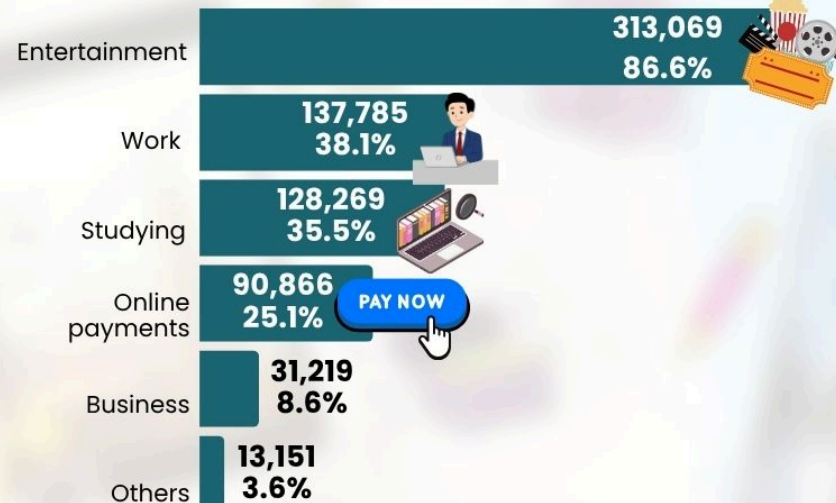 Entertainment
313,069
86.6%
Work
137,785
38.1%
Studying
128,269
35.5%
Online
payments
90,866
25.1%
PAY NOW
Business
31,219
8.6%
Others
13,151
3.6%